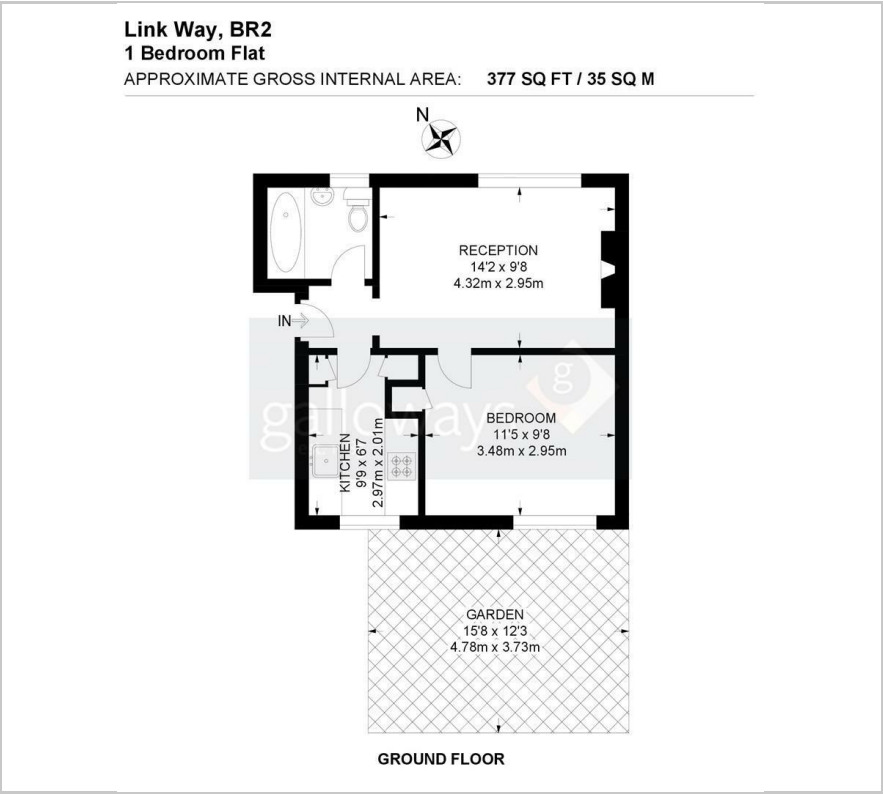 Link Way, BR2
1 Bedroom Flat
APPROXIMATE GROSS INTERNAL AREA: 377 SQ FT / 35 SQ M
N
RECEPTION
14'2 x 9'8
4.32m x 2.95m
IN
g
galloways
BEDROOM
11'5 x 9'8
3.48m x 2.95m
KITCHEN
9'9 x 6'7
2.97m x 2.01m
GARDEN
15'8 x 12'3
4.78m x 3.73m
GROUND FLOOR